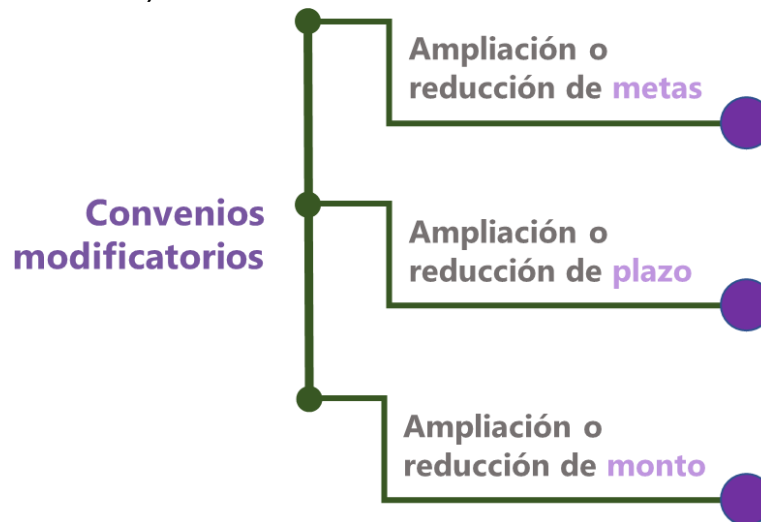 Ampliación o
reducción de metas
Convenios
modificatorios
Ampliación o
reducción de plazo
Ampliación o
reducción de monto